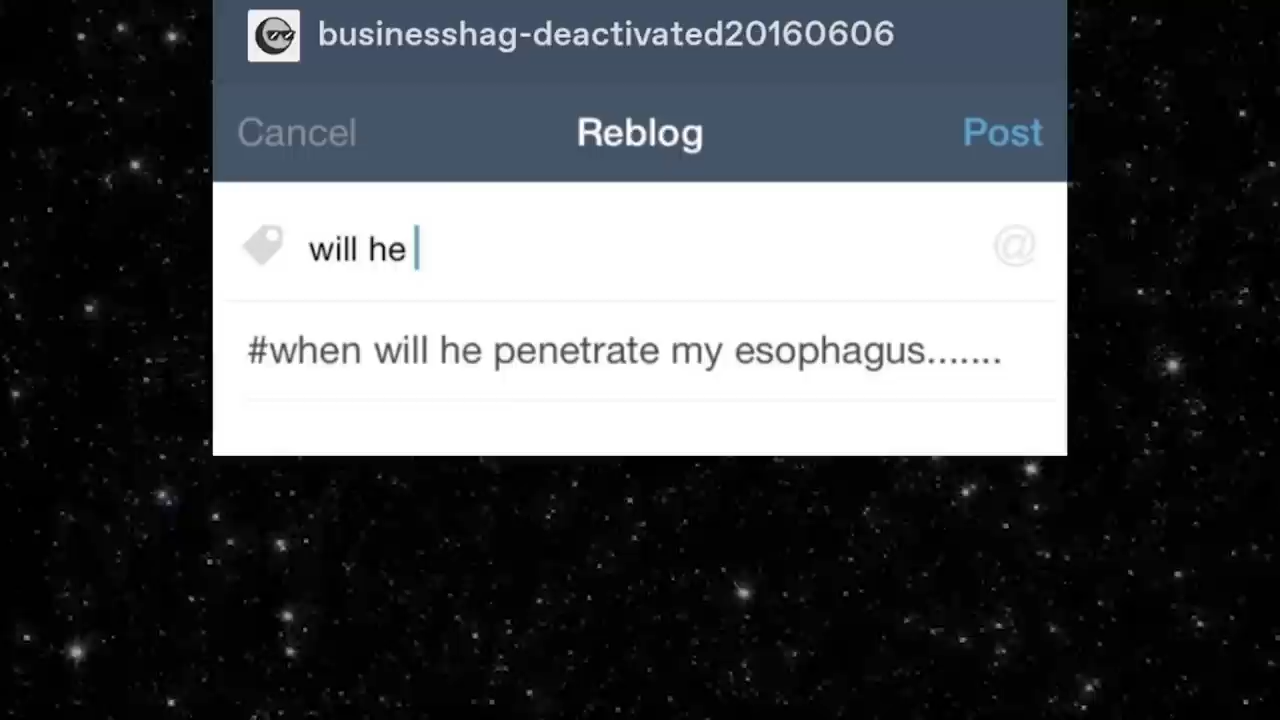 businesshag-deactivated20160606
Cancel Reblog Post
will he @
#when will he penetrate my esophagus.......